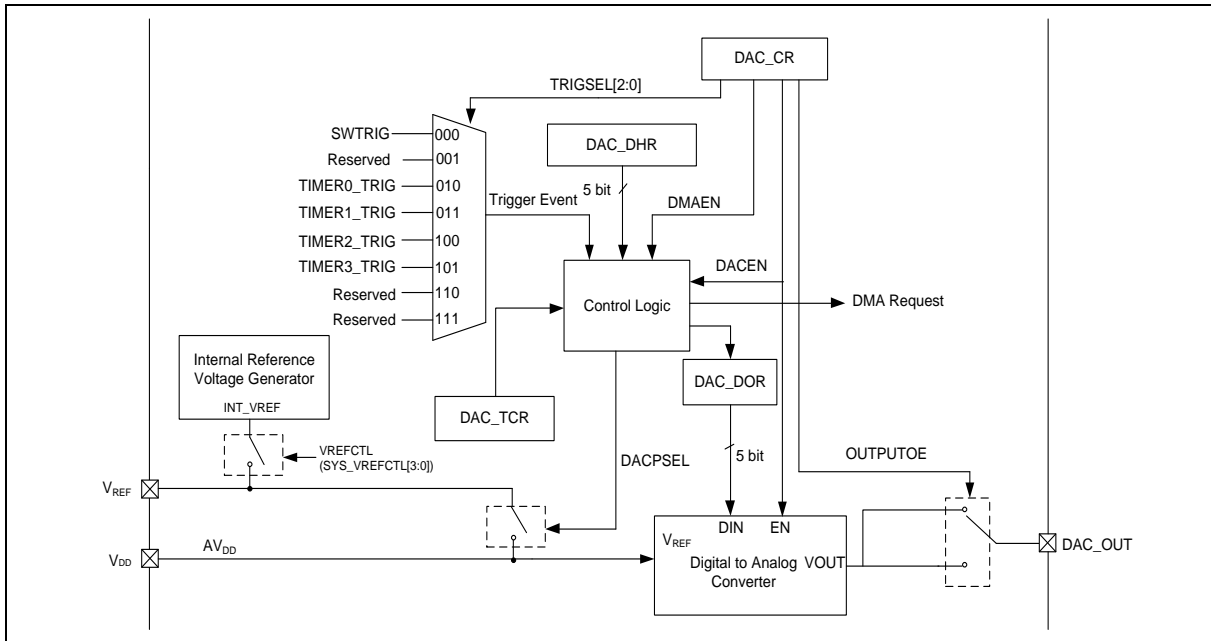 DAC_CR
TRIGSEL[2:0]
SWTRIG 000
Reserved 001
TIMER0_TRIG 010
TIMER1_TRIG 011
TIMER2_TRIG 100
TIMER3_TRIG 101
Reserved 110
Reserved 111
DAC_DHR
5 bit
Trigger Event
DMAEN
DACEN
Control Logic
DMA Request
Internal Reference
Voltage Generator
INT_VREF
DAC_TCR
DAC_DOR
VREFCTL
(SYS_VREFCTL[3:0])
DACPSEL
5 bit
OUTPUTOE
VREF
VDD
AVDD
DIN
EN
VREF
Digital to Analog
Converter
VOUT
DAC_OUT